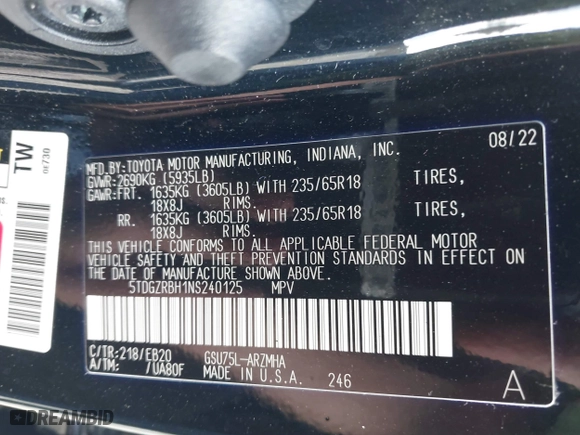 08/22
MFD.BY:TOYOTA MOTOR MANUFACTURING, INDIANA, INC.
GVWR:2690KG (5935LB)
GAWR:FRT. 1635KG (3605LB) WITH 235/65R18 TIRES,
18X8J RIMS.
RR. 1635KG (3605LB) WITH 235/65R18 TIRES,
18X8J RIMS.
THIS VEHICLE CONFORMS TO ALL APPLICABLE FEDERAL MOTOR
VEHICLE SAFETY AND THEFT PREVENTION STANDARDS IN EFFECT
ON THE DATE OF MANUFACTURE SHOWN ABOVE.
5TDGZRBH1NS240125 MPV
C/TR:218/EB20 GSU75L-ARZMHA
A/TM: /UA80F MADE IN U.S.A. 246
A
TW
0E730
DREAMBID